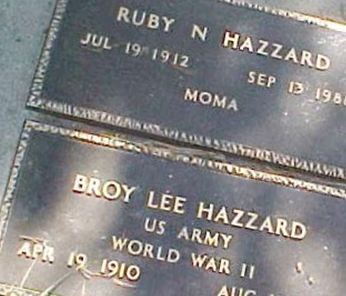 RUBY N HAZZARD
JUL 19 1912 SEP 13 198
MOMA
BROY LEE HAZZARD
US ARMY
WORLD WAR II
APR 19 1910 AUG